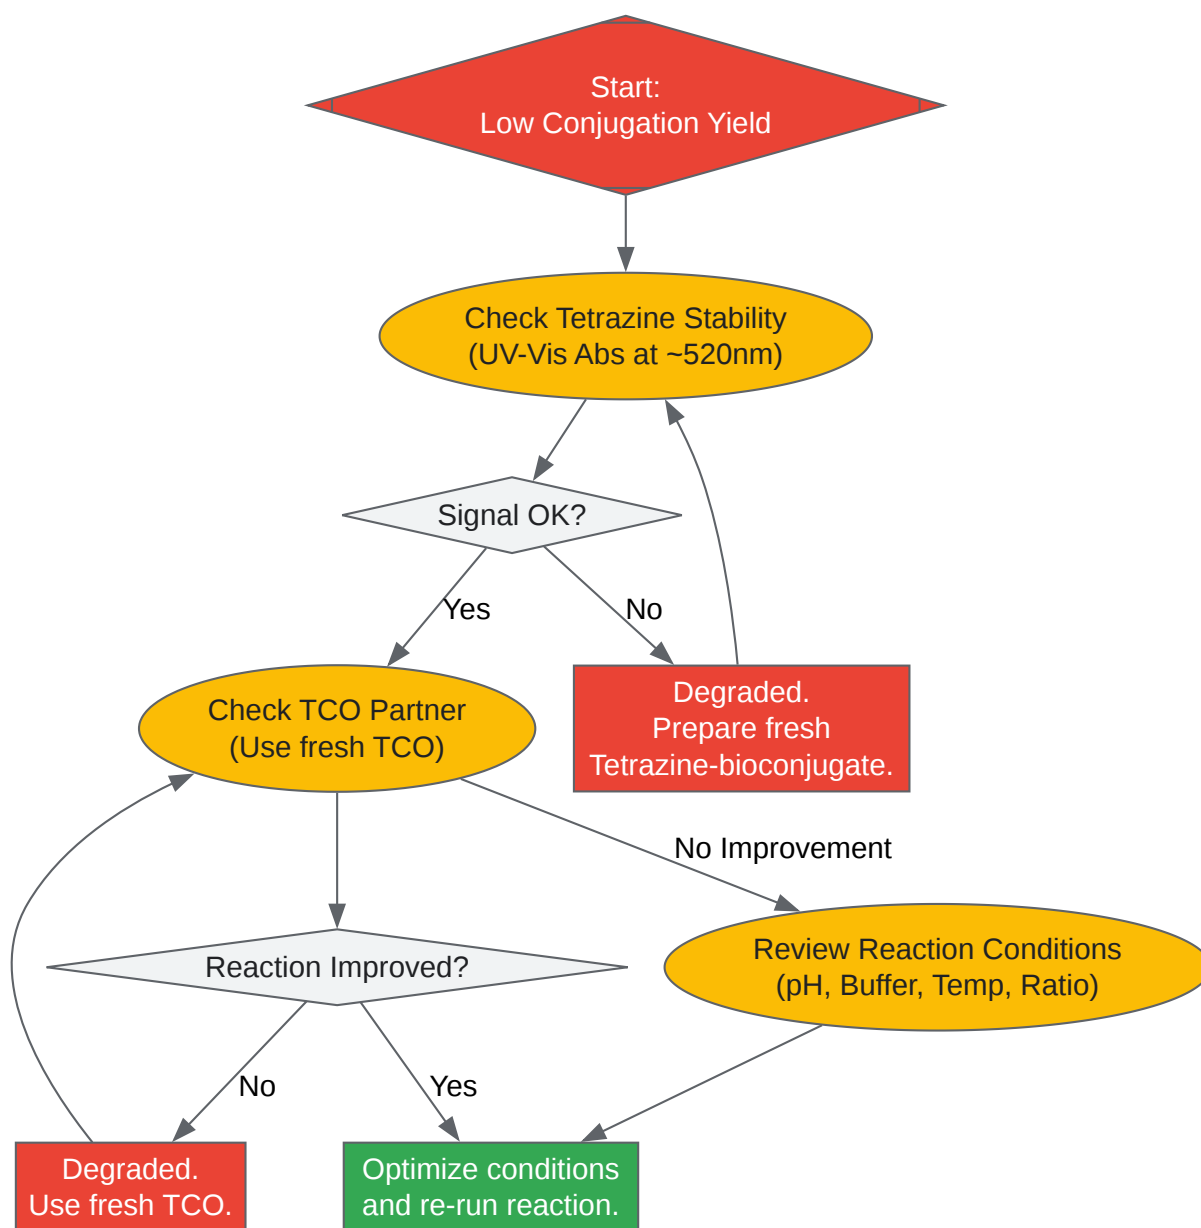 Start:
Low Conjugation Yield
Check Tetrazine Stability
(UV-Vis Abs at ~520nm)
Signal OK?
Yes
No
Degraded.
Prepare fresh
Tetrazine-bioconjugate.
Check TCO Partner
(Use fresh TCO)
No Improvement
Reaction Improved?
Review Reaction Conditions
(pH, Buffer, Temp, Ratio)
No
Yes
Degraded.
Use fresh TCO.
Optimize conditions
and re-run reaction.